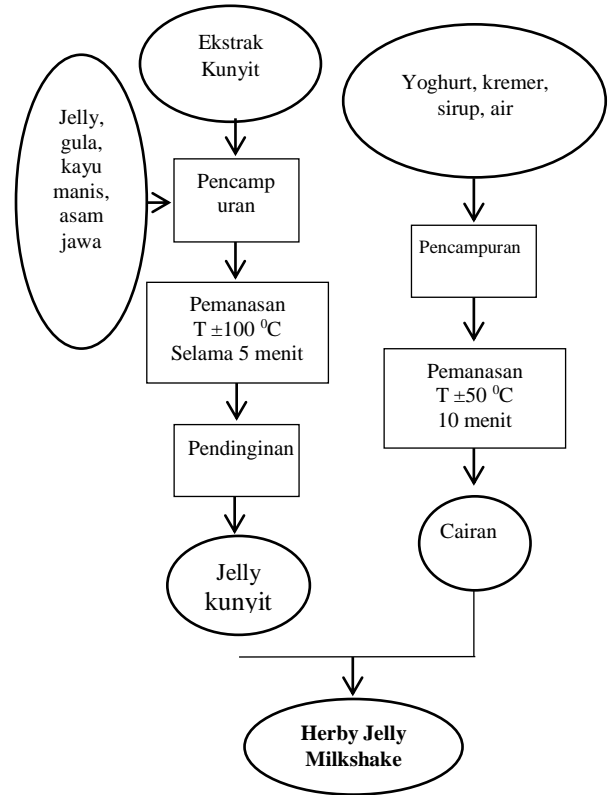 Ekstrak
Kunyit
Yoghurt, kremer,
sirup, air
Jelly,
gula,
kayu
manis,
asam
jawa
Pencamp
uran
Pencampuran
Pemanasan
T ±100 ⁰C
Selama 5 menit
Pemanasan
T ±50 ⁰C
10 menit
Pendinginan
Cairan
Jelly
kunyit
Herby Jelly
Milkshake